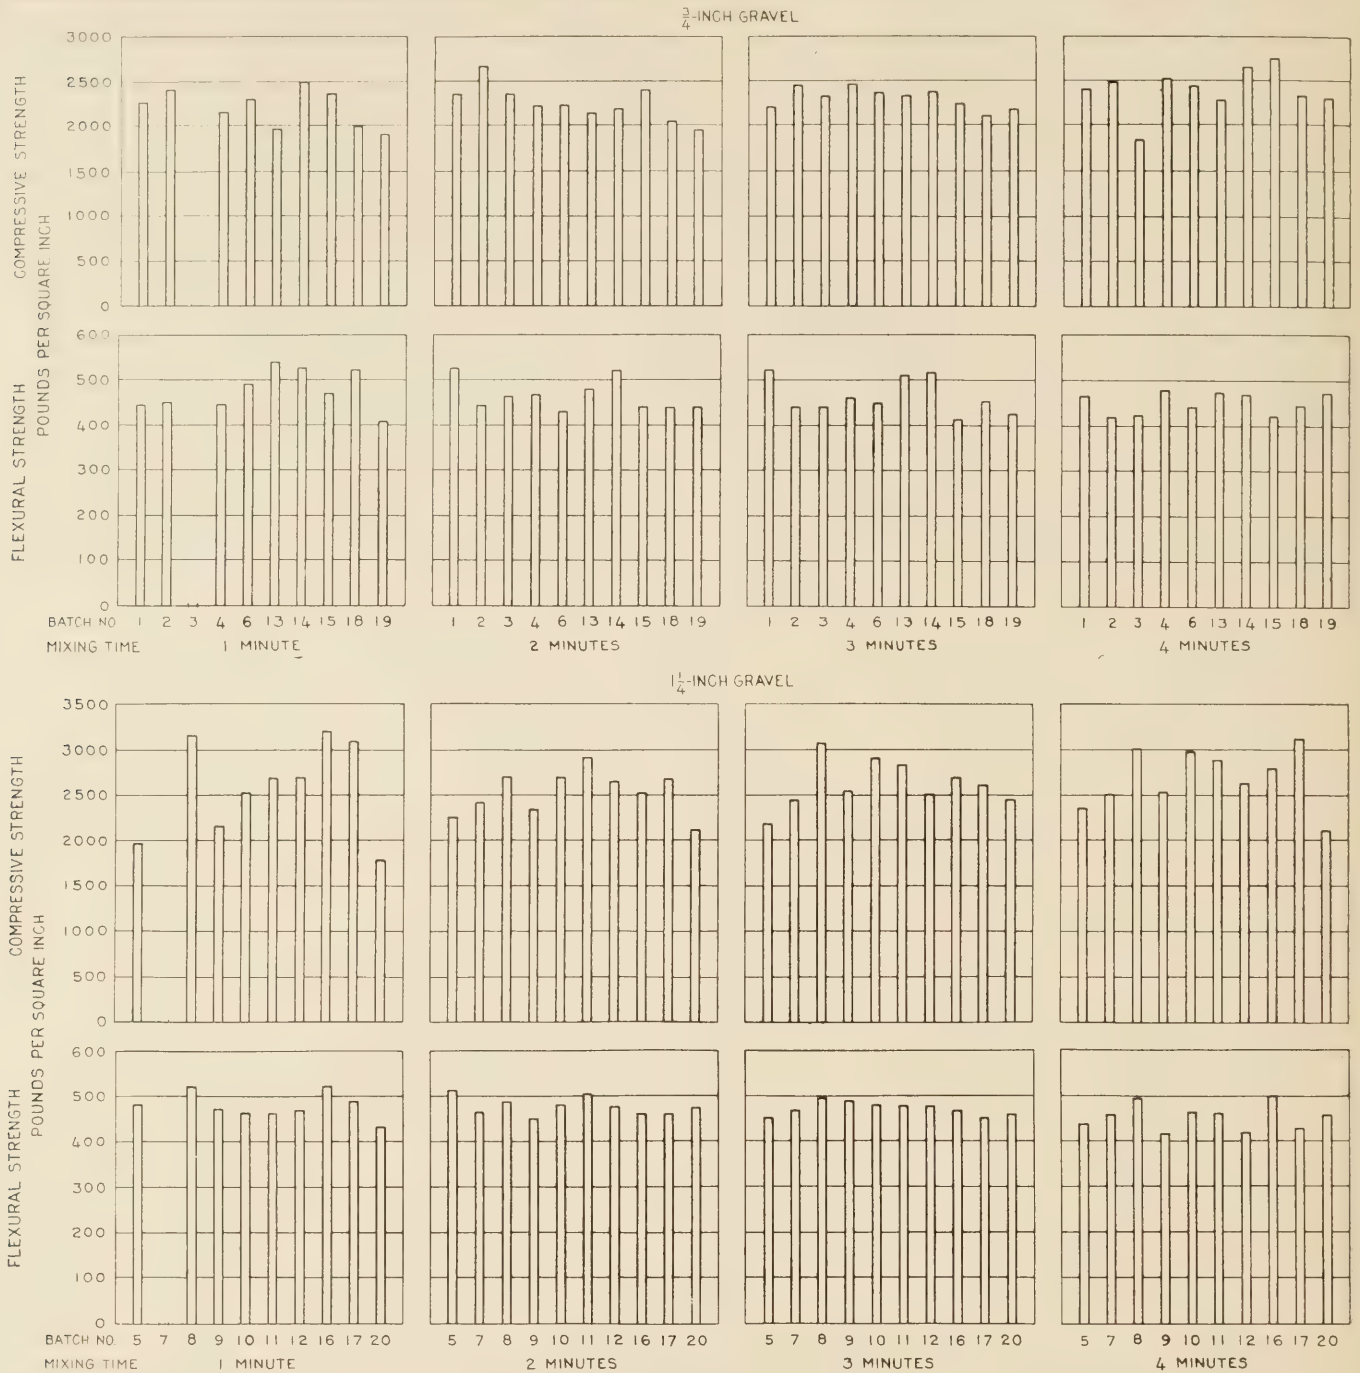 3/4-INCH GRAVEL
COMPRESSIVE STRENGTH
FLEXURAL STRENGTH
POUNDS PER SQUARE INCH
3000
2500
2000
1500
1000
500
0
600
500
400
300
200
100
0
BATCH NO 1 2 3 4 6 13 14 15 18 19 1 2 3 4 6 13 14 15 18 19 1 2 3 4 6 13 14 15 18 19 1 2 3 4 6 13 14 15 18 19
MIXING TIME 1 MINUTE 2 MINUTES 3 MINUTES 4 MINUTES
1 1/4-INCH GRAVEL
COMPRESSIVE STRENGTH
FLEXURAL STRENGTH
POUNDS PER SQUARE INCH
3500
3000
2500
2000
1500
1000
500
0
600
500
400
300
200
100
0
BATCH NO. 5 7 8 9 10 11 12 16 17 20 5 7 8 9 10 11 12 16 17 20 5 7 8 9 10 11 12 16 17 20 5 7 8 9 10 11 12 16 17 20
MIXING TIME 1 MINUTE 2 MINUTES 3 MINUTES 4 MINUTES